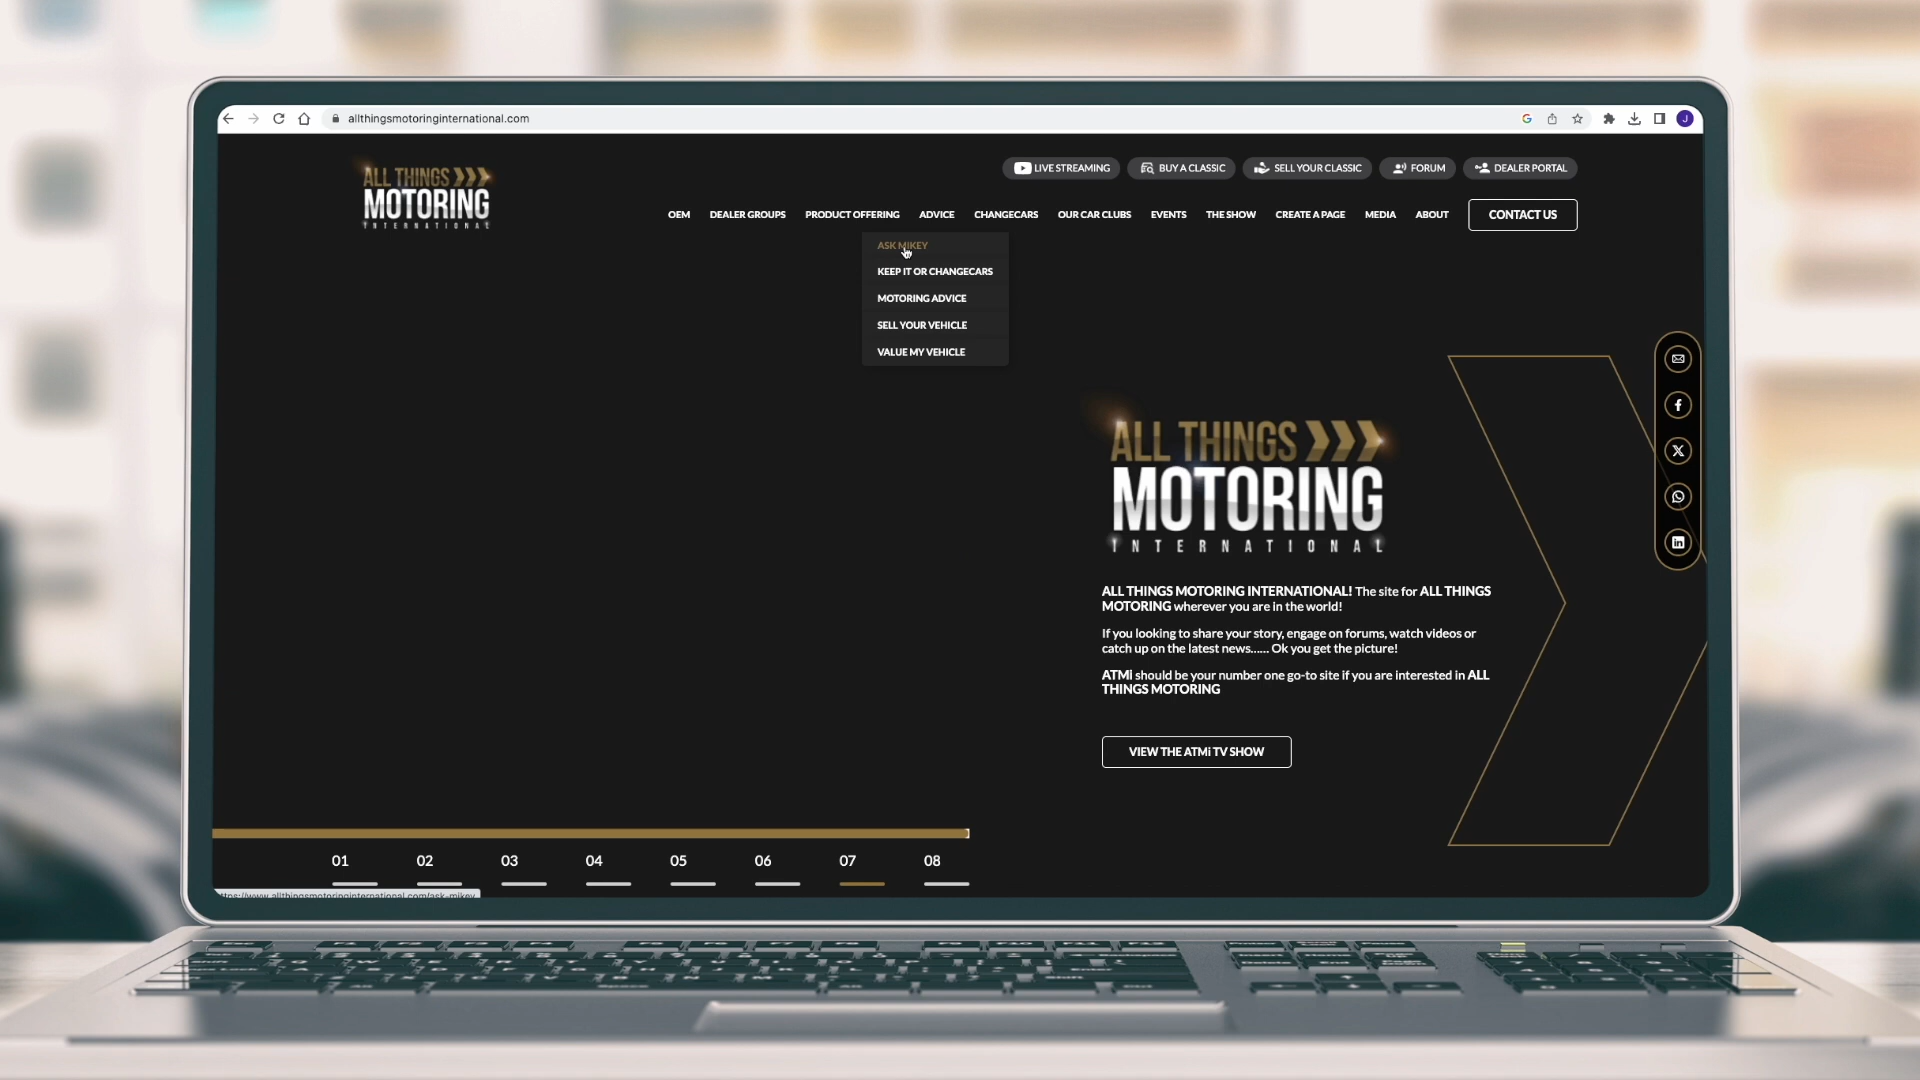 allthingsmotoringinternational.com
J
ALL THINGS
MOTORING
INTERNATIONAL
LIVE STREAMING
BUY A CLASSIC
SELL YOUR CLASSIC
FORUM
DEALER PORTAL
OEM
DEALER GROUPS
PRODUCT OFFERING
ADVICE
CHANGECARS
OUR CAR CLUBS
EVENTS
THE SHOW
CREATE A PAGE
MEDIA
ABOUT
CONTACT US
ASK MIKEY
KEEP IT OR CHANGECARS
MOTORING ADVICE
SELL YOUR VEHICLE
VALUE MY VEHICLE
ALL THINGS
MOTORING
INTERNATIONAL
ALL THINGS MOTORING INTERNATIONAL! The site for ALL THINGS
MOTORING wherever you are in the world!
If you looking to share your story, engage on forums, watch videos or
catch up on the latest news...... Ok you get the picture!
ATMi should be your number one go-to site if you are interested in ALL
THINGS MOTORING
VIEW THE ATMi TV SHOW
01
02
03
04
05
06
07
08